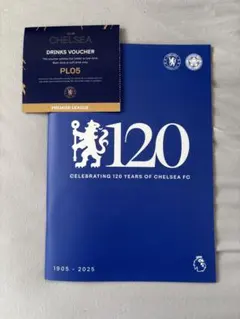 CHELSEA
DRINKS VOUCHER
PL05
PREMIER LEAGUE
120
CELEBRATING 120 YEARS OF CHELSEA FC
1905 - 2025